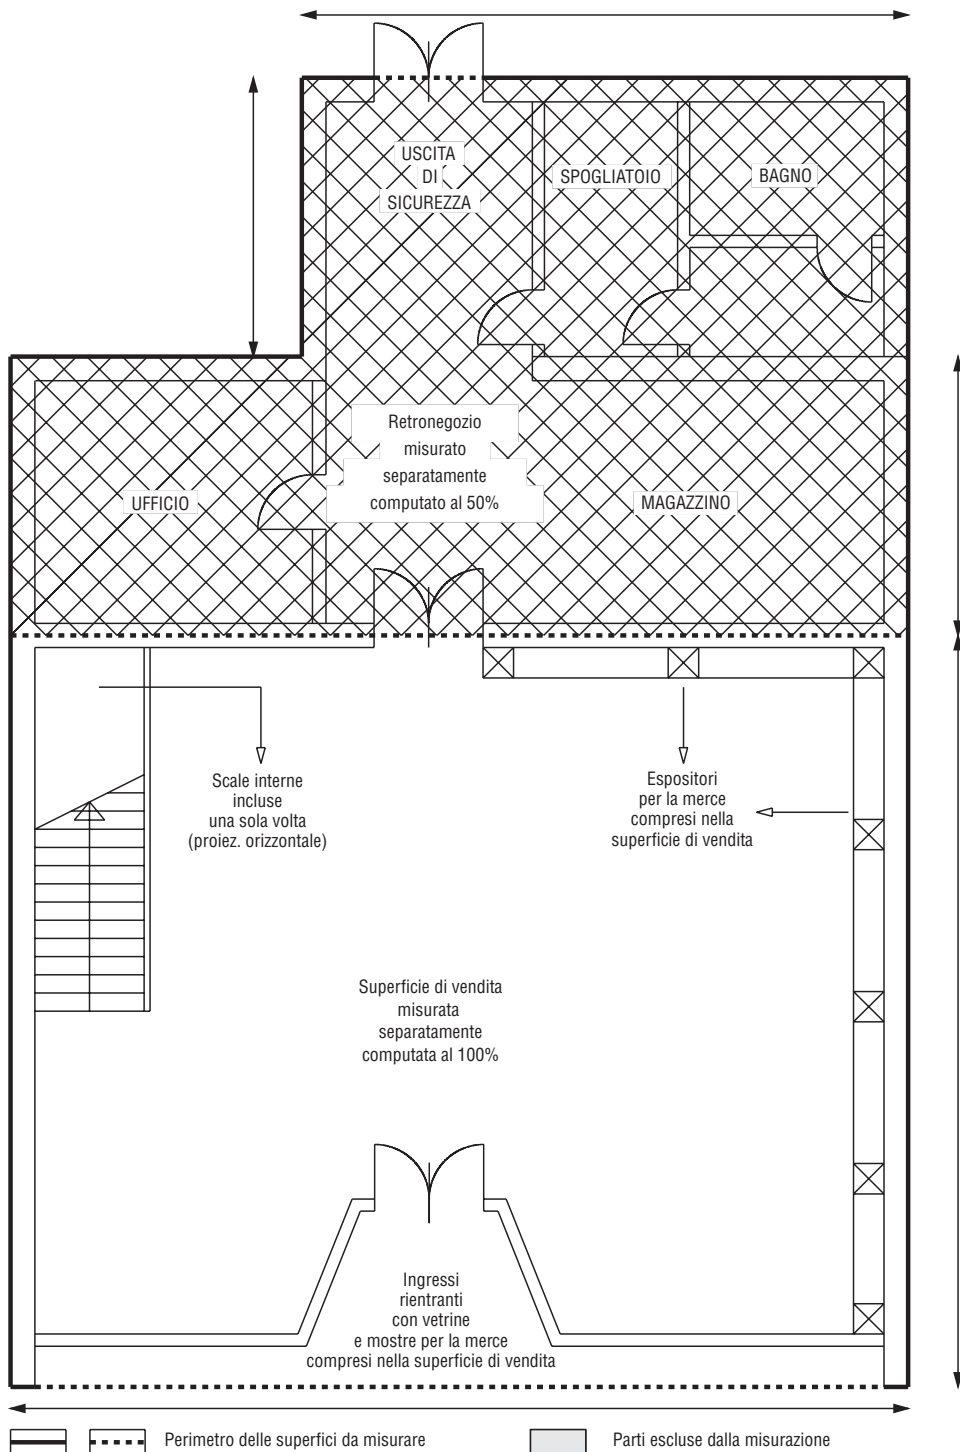 USCITA
DI
SICUREZZA
SPOGLIATOIO
BAGNO
Retronegozio
misurato
separatamente
computato al 50%
UFFICIO
MAGAZZINO
Scale interne
incluse
una sola volta
(proiez. orizzontale)
Espositori
per la merce
compresi nella
superficie di vendita
Superficie di vendita
misurata
separatamente
computata al 100%
Ingressi
rientranti
con vetrine
e mostre per la merce
compresi nella superficie di vendita
Perimetro delle superfici da misurare
Parti escluse dalla misurazione